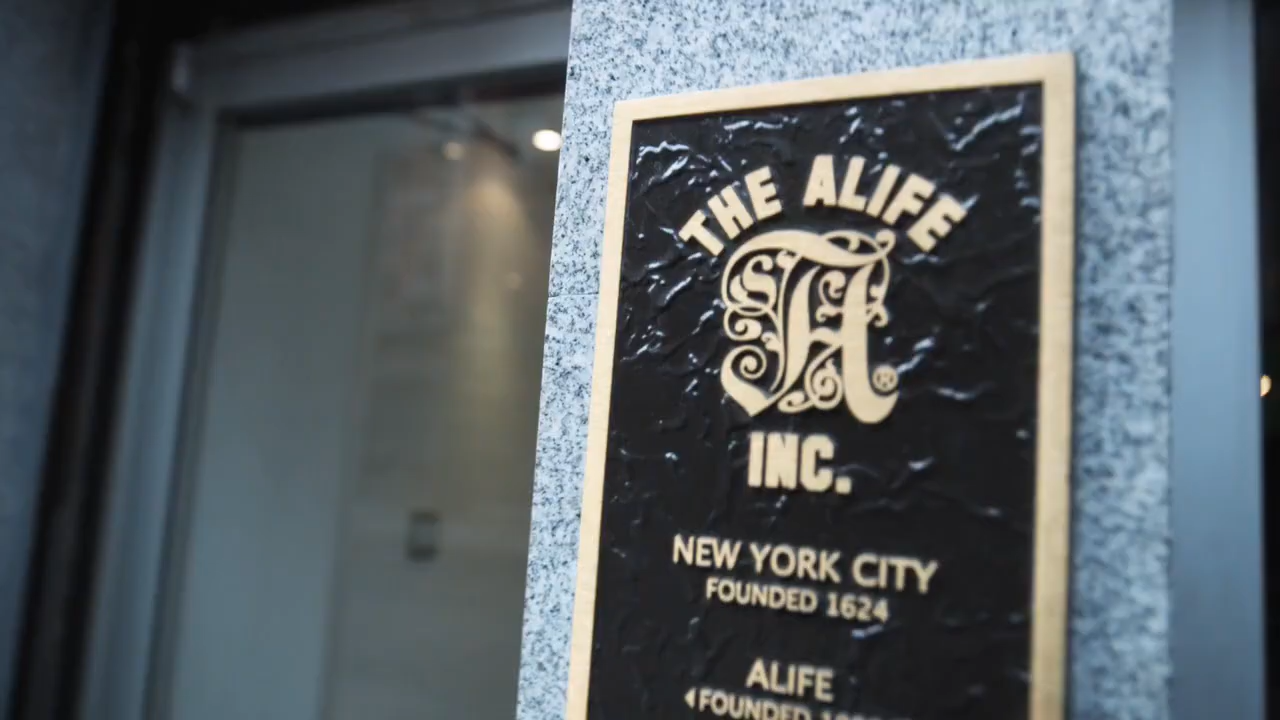 THE ALIFE
A®
INC.
NEW YORK CITY
FOUNDED 1624
ALIFE
FOUNDED